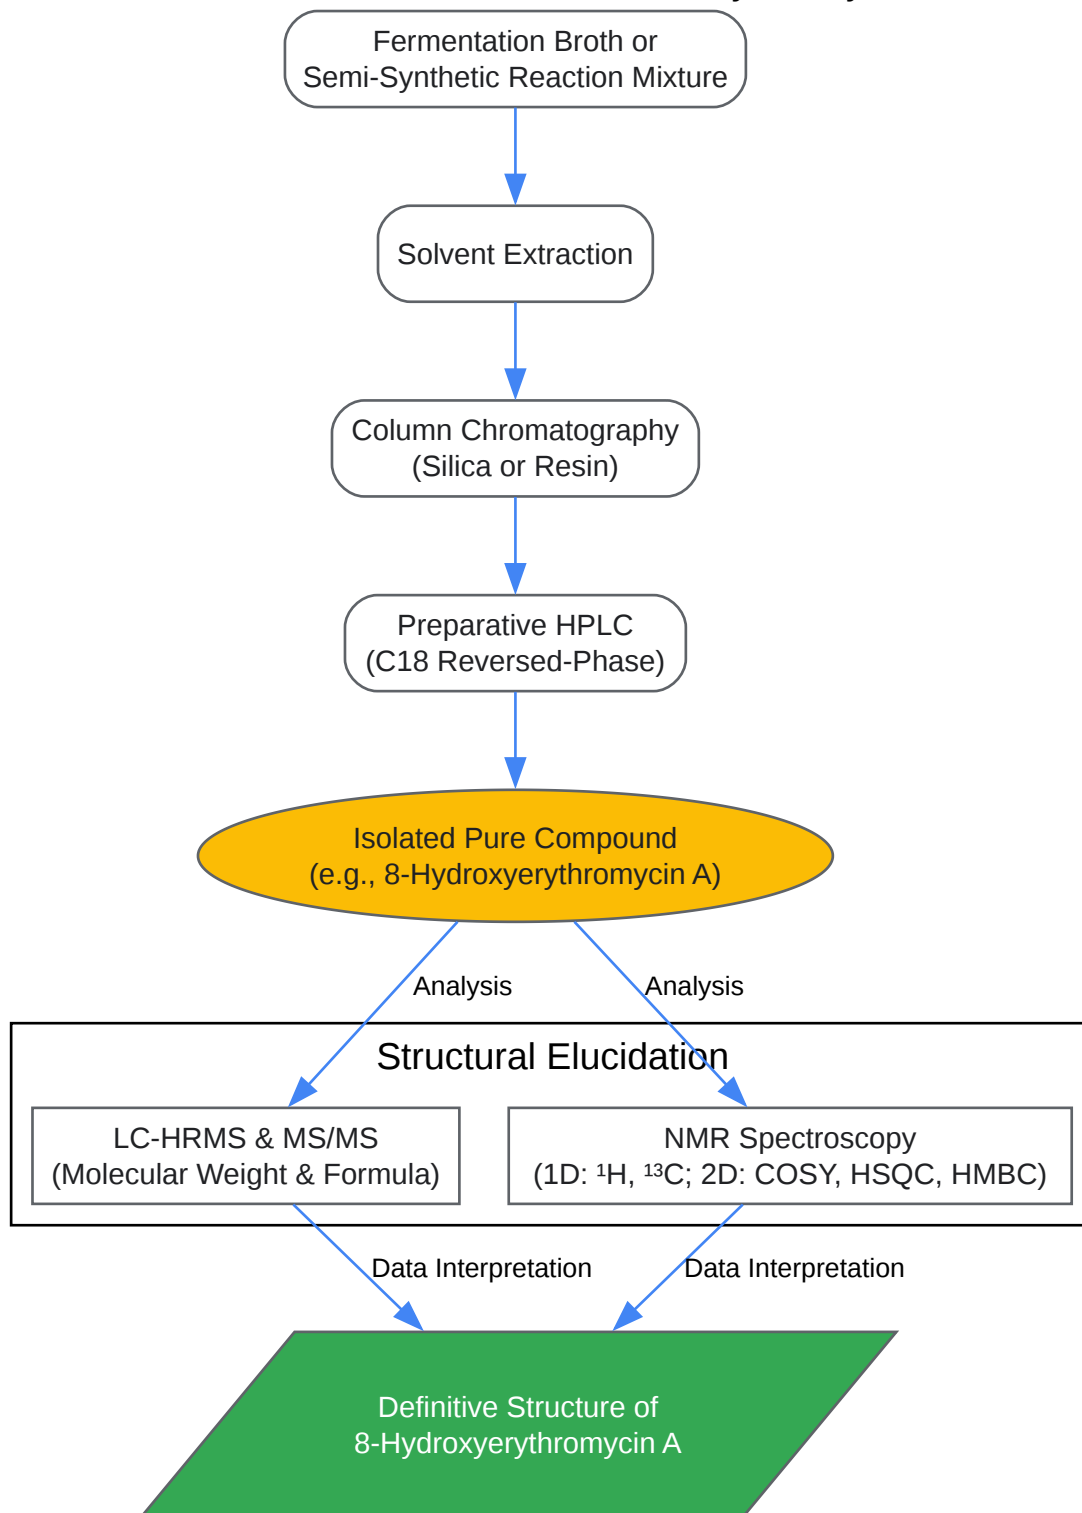 Fermentation Broth or
Semi-Synthetic Reaction Mixture
Solvent Extraction
Column Chromatography
(Silica or Resin)
Preparative HPLC
(C18 Reversed-Phase)
Isolated Pure Compound
(e.g., 8-Hydroxyerythromycin A)
Analysis
Analysis
Structural Elucidation
LC-HRMS & MS/MS
(Molecular Weight & Formula)
NMR Spectroscopy
(1D: ¹H, ¹³C; 2D: COSY, HSQC, HMBC)
Data Interpretation
Data Interpretation
Definitive Structure of
8-Hydroxyerythromycin A